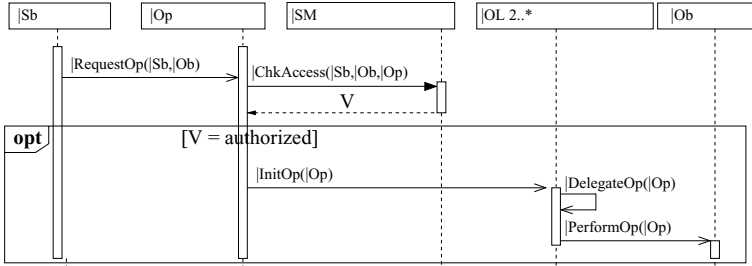 |Sb |Op |SM |OL 2..* |Ob
|RequestOp(|Sb,|Ob)
|ChkAccess(|Sb,|Ob,|Op)
V
opt [V = authorized]
|InitOp(|Op)
|DelegateOp(|Op)
|PerformOp(|Op)